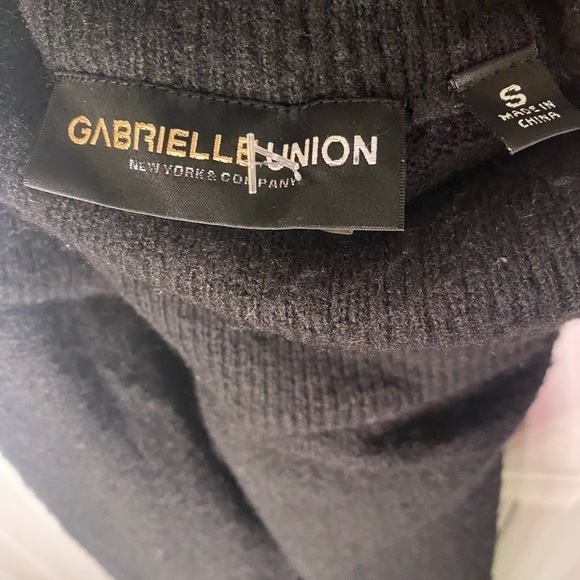 GABRIELLE UNION
NEW YORK & COMPANY
S
MADE IN
CHINA